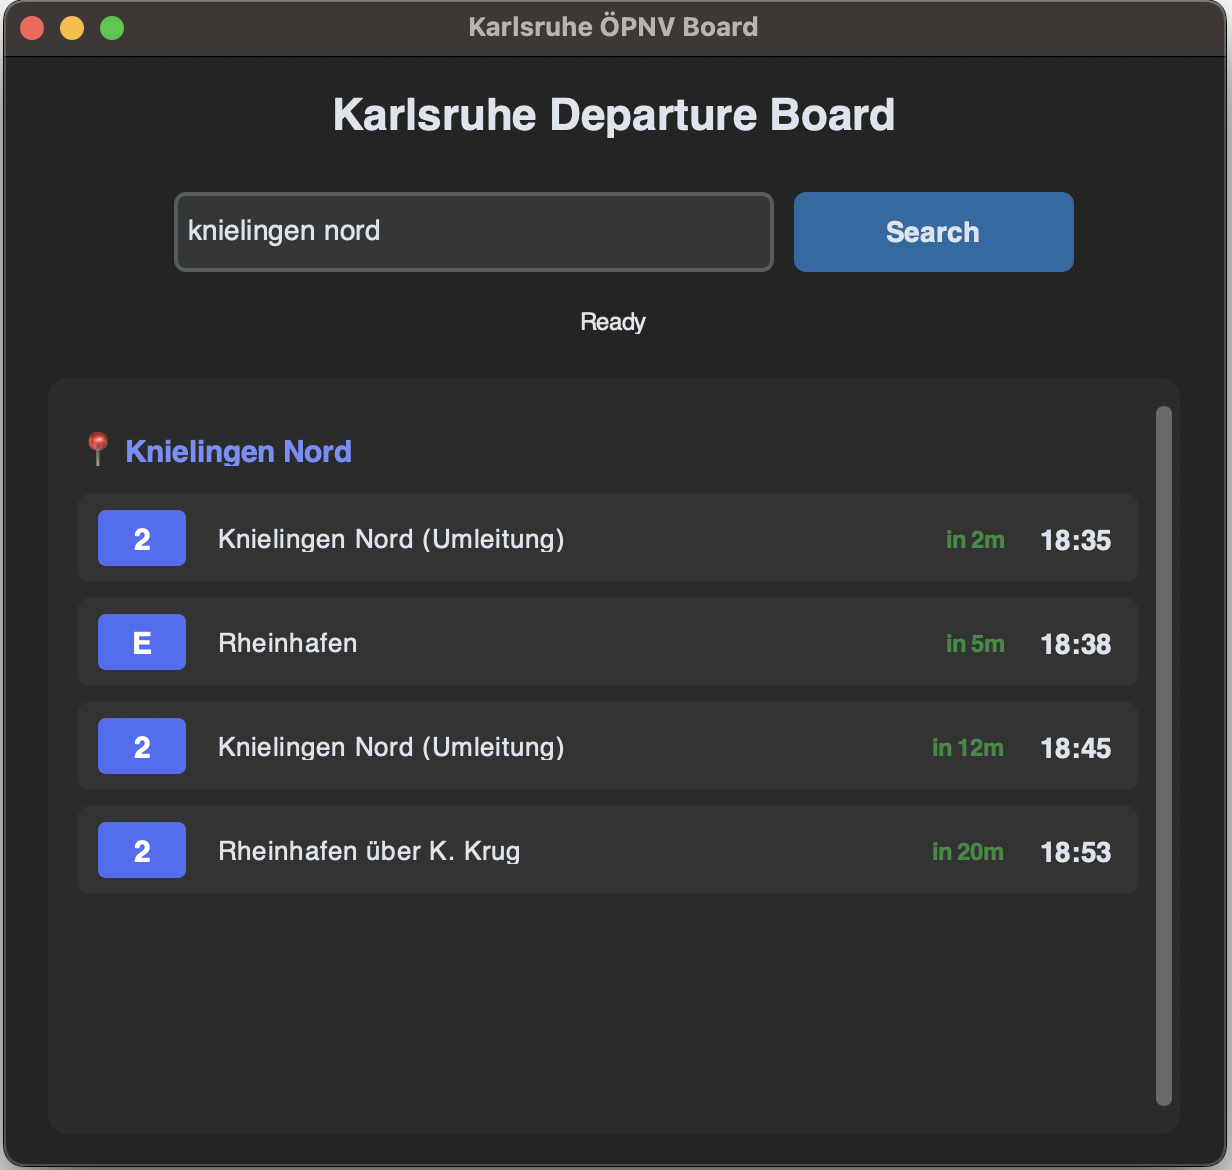 Karlsruhe ÖPNV Board
Karlsruhe Departure Board
knielingen nord Search
Ready
Knielingen Nord
2 Knielingen Nord (Umleitung) in 2m 18:35
E Rheinhafen in 5m 18:38
2 Knielingen Nord (Umleitung) in 12m 18:45
2 Rheinhafen über K. Krug in 20m 18:53